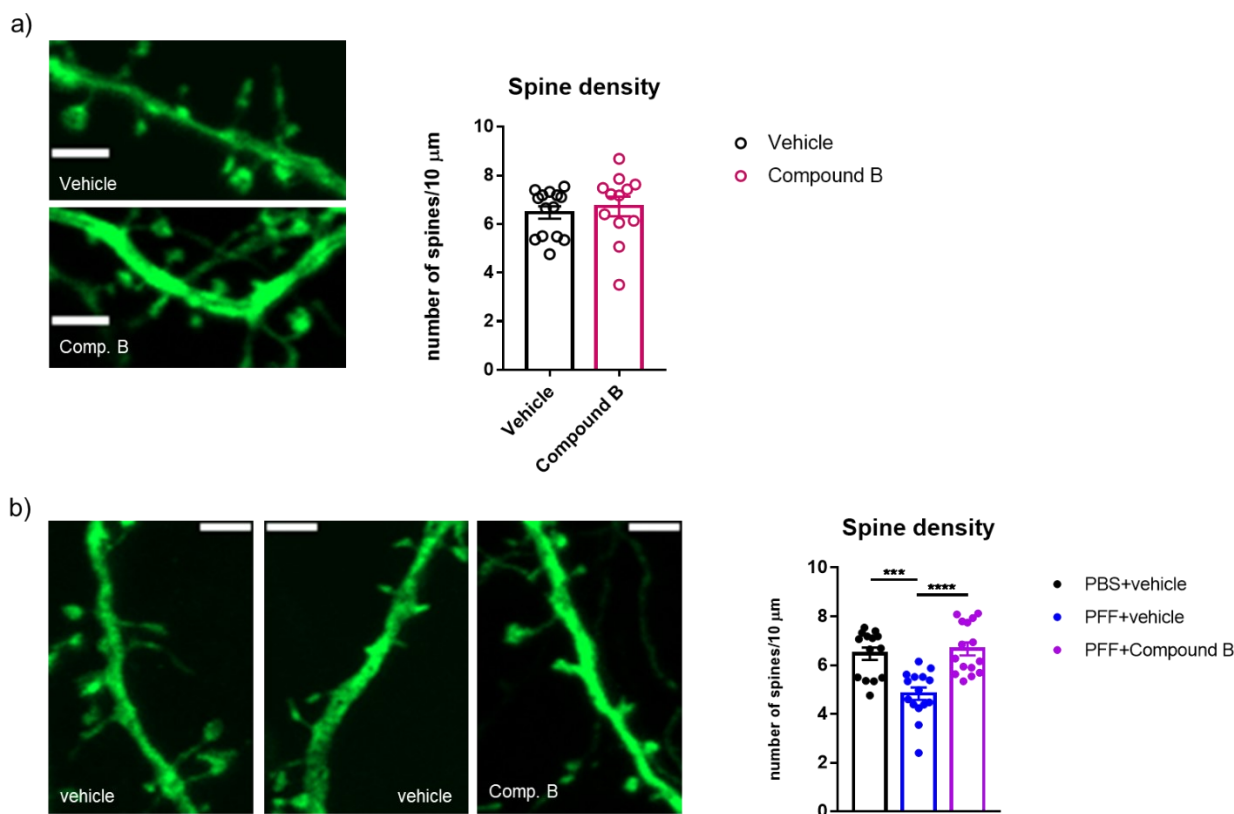 a)
Vehicle
Comp. B
Spine density
number of spines/10 μm
10
8
6
4
2
0
Vehicle
Compound B
Vehicle
Compound B
b)
vehicle
vehicle
Comp. B
Spine density
number of spines/10 μm
10
8
6
4
2
0
***
****
PBS+vehicle
PFF+vehicle
PFF+Compound B